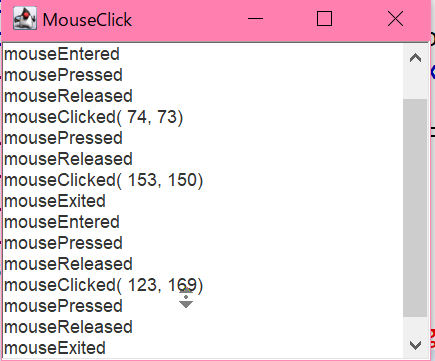 MouseClick
mouseEntered
mousePressed
mouseReleased
mouseClicked( 74, 73)
mousePressed
mouseReleased
mouseClicked( 153, 150)
mouseExited
mouseEntered
mousePressed
mouseReleased
mouseClicked( 123, 169)
mousePressed
mouseReleased
mouseExited